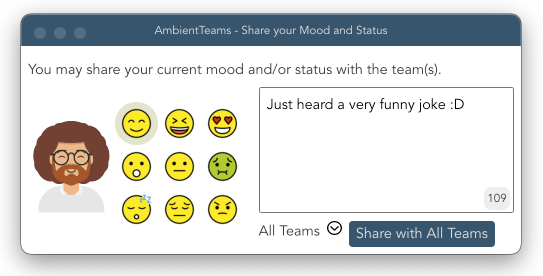 AmbientTeams - Share your Mood and Status
You may share your current mood and/or status with the team(s).
Just heard a very funny joke :D
zz
109
All Teams
Share with All Teams